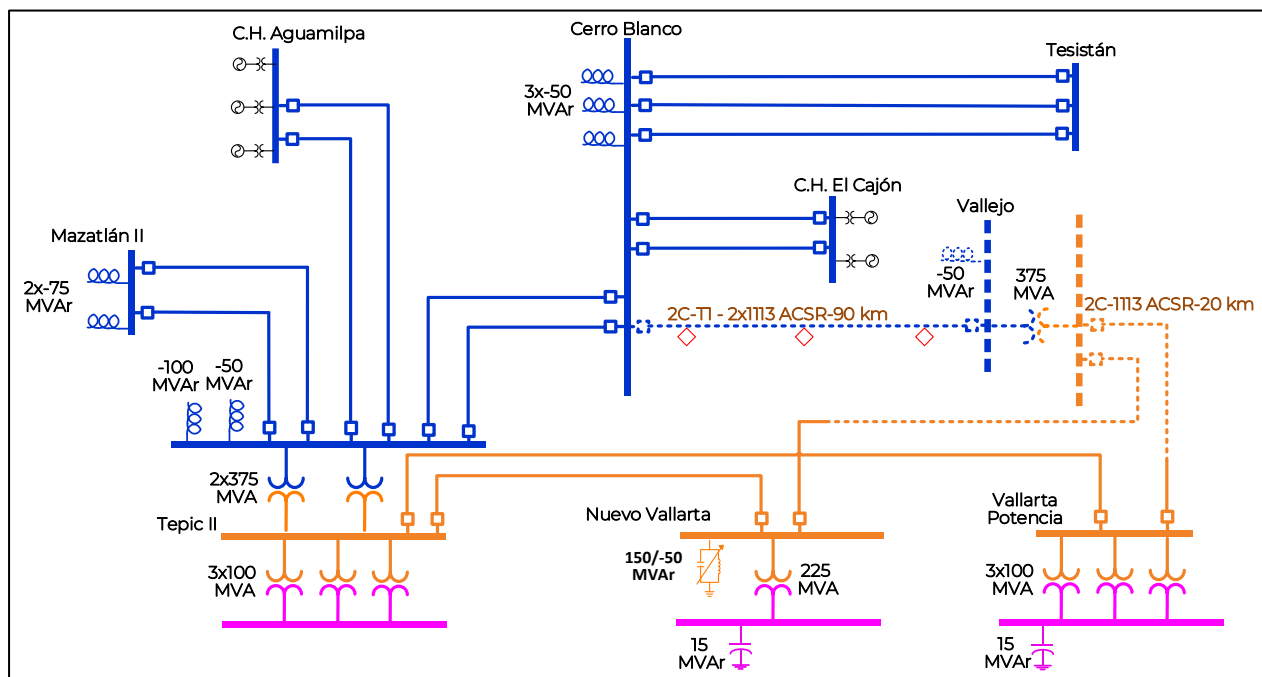 C.H. Aguamilpa
Cerro Blanco
Tesistán
3x-50
MVAr
C.H. El Cajón
Vallejo
Mazatlán II
2x-75
MVAr
-50
MVAr
375
MVA
2C-1113 ACSR-20 km
2C-T1 - 2x1113 ACSR-90 km
-100
MVAr
-50
MVAr
2x375
MVA
Tepic II
Nuevo Vallarta
Vallarta
Potencia
150/-50
MVAr
3x100
MVA
225
MVA
3x100
MVA
15
MVAr
15
MVAr